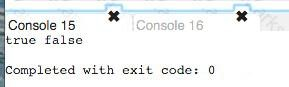 Console 15 Console 16
true false
Completed with exit code: 0